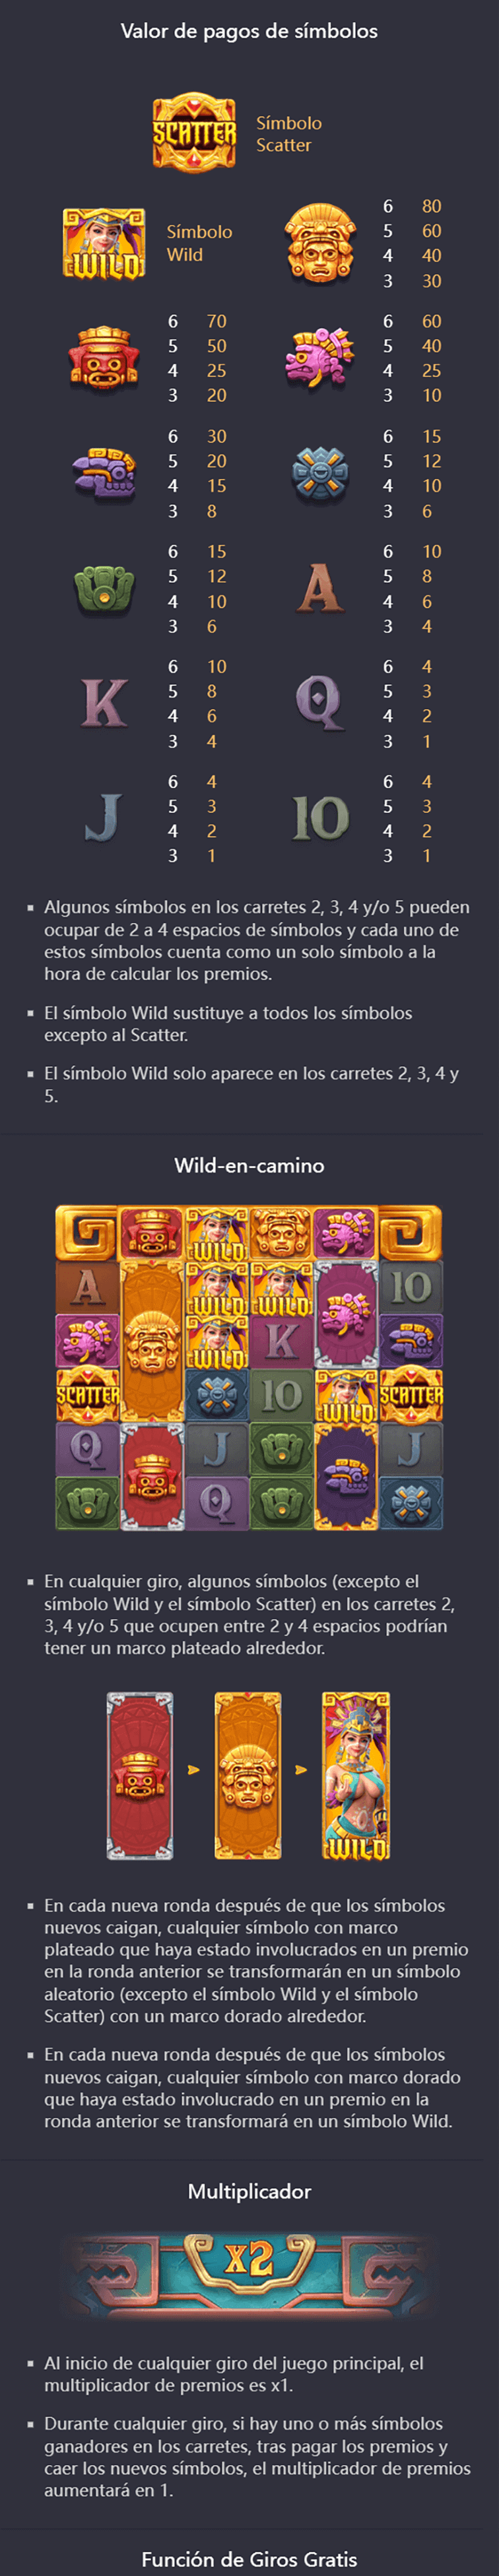 Valor de pagos de símbolos
SCATTER
Símbolo
Scatter
WILD
Símbolo
Wild
6 80
5 60
4 40
3 30
6 70
5 50
4 25
3 20
6 60
5 40
4 25
3 10
6 30
5 20
4 15
3 8
6 15
5 12
4 10
3 6
6 15
5 12
4 10
3 6
A
6 10
5 8
4 6
3 4
K
6 10
5 8
4 6
3 4
Q
6 4
5 3
4 2
3 1
J
6 4
5 3
4 2
3 1
10
6 4
5 3
4 2
3 1
Algunos símbolos en los carretes 2, 3, 4 y/o 5 pueden
ocupar de 2 a 4 espacios de símbolos y cada uno de
estos símbolos cuenta como un solo símbolo a la
hora de calcular los premios.
El símbolo Wild sustituye a todos los símbolos
excepto al Scatter.
El símbolo Wild solo aparece en los carretes 2, 3, 4 y
5.
Wild-en-camino
WILD
A WILD WILD 10
WILD K
SCATTER 10 WILD SCATTER
Q J J
Q
En cualquier giro, algunos símbolos (excepto el
símbolo Wild y el símbolo Scatter) en los carretes 2,
3, 4 y/o 5 que ocupen entre 2 y 4 espacios podrían
tener un marco plateado alrededor.
WILD
En cada nueva ronda después de que los símbolos
nuevos caigan, cualquier símbolo con marco
plateado que haya estado involucrados en un premio
en la ronda anterior se transformarán en un símbolo
aleatorio (excepto el símbolo Wild y el símbolo
Scatter) con un marco dorado alrededor.
En cada nueva ronda después de que los símbolos
nuevos caigan, cualquier símbolo con marco dorado
que haya estado involucrado en un premio en la
ronda anterior se transformará en un símbolo Wild.
Multiplicador
x2
Al inicio de cualquier giro del juego principal, el
multiplicador de premios es x1.
Durante cualquier giro, si hay uno o más símbolos
ganadores en los carretes, tras pagar los premios y
caer los nuevos símbolos, el multiplicador de premios
aumentará en 1.
Función de Giros Gratis